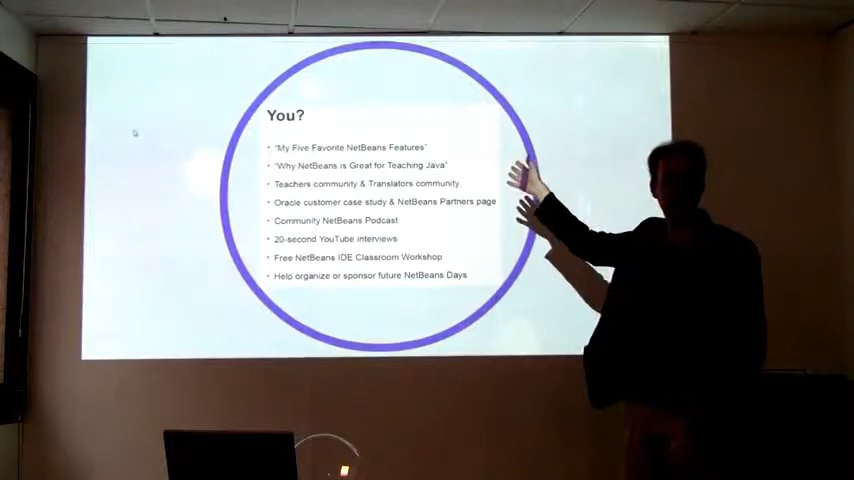 You?
• "My Five Favorite NetBeans Features"
• "Why NetBeans is Great for Teaching Java"
• Teachers community & Translators community
• Oracle customer case study & NetBeans Partners page
• Community NetBeans Podcast
• 20-second YouTube interviews
• Free NetBeans IDE Classroom Workshop
• Help organize or sponsor future NetBeans Days